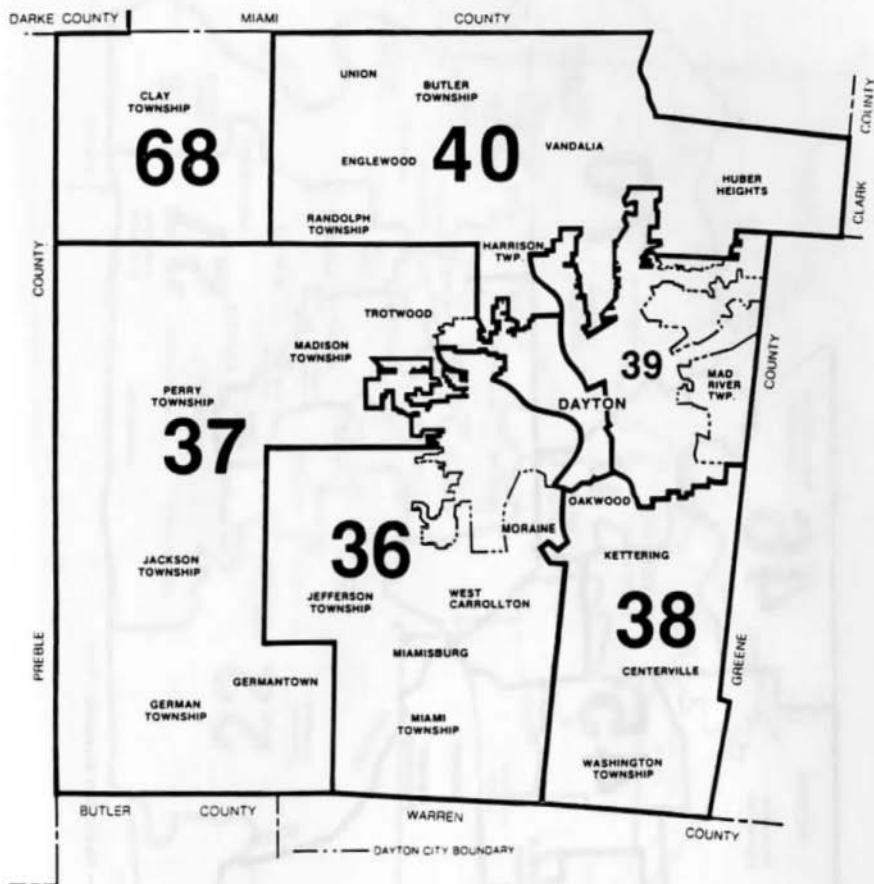 DARKE COUNTY
MIAMI
COUNTY
UNION
CLAY
TOWNSHIP
BUTLER
TOWNSHIP
COUNTY
68
40
VANDALIA
ENGLEWOOD
HUBER
HEIGHTS
CLARK
RANDOLPH
TOWNSHIP
HARRISON
TWP.
COUNTY
TROTWOOD
MADISON
TOWNSHIP
39
COUNTY
MAD
RIVER
TWP.
PERRY
TOWNSHIP
DAYTON
37
OAKWOOD
MORAINE
36
KETTERING
JACKSON
TOWNSHIP
JEFFERSON
TOWNSHIP
WEST
CARROLLTON
38
PREBLE
MIAMISBURG
CENTERVILLE
GREENE
GERMANTOWN
GERMAN
TOWNSHIP
MIAMI
TOWNSHIP
WASHINGTON
TOWNSHIP
BUTLER
COUNTY
WARREN
COUNTY
DAYTON CITY BOUNDARY